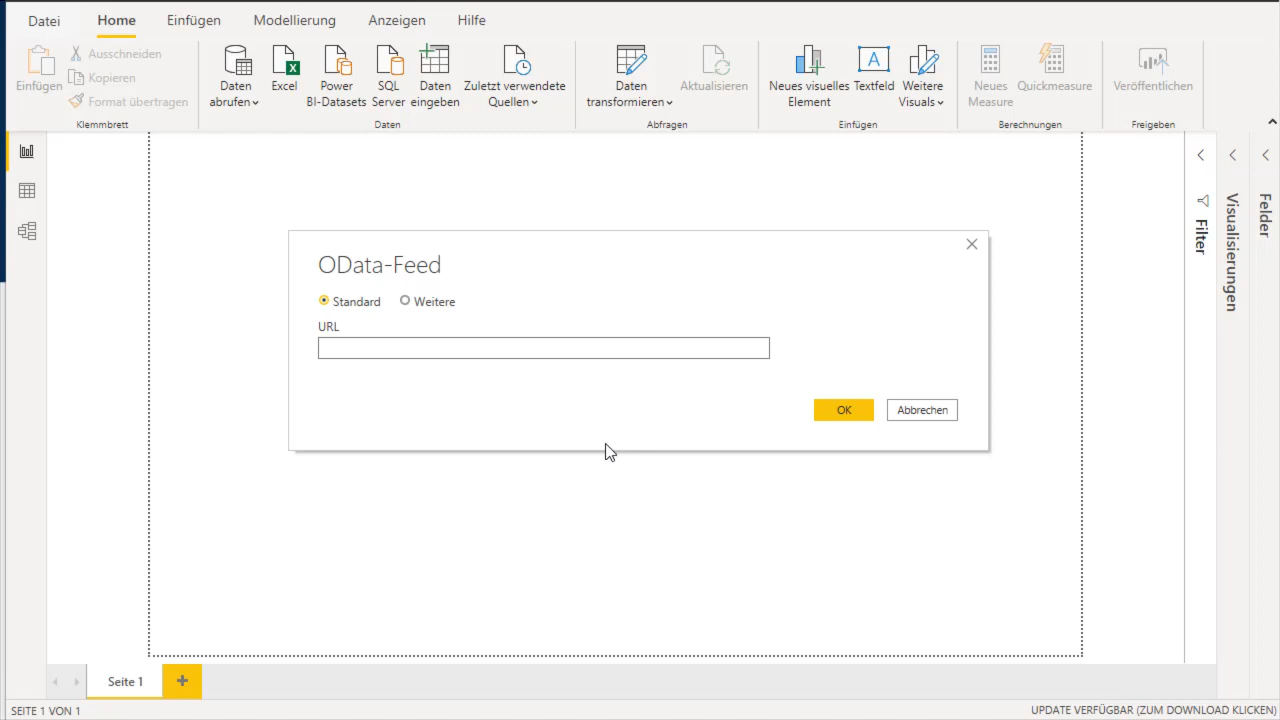 Datei Home Einfügen Modellierung Anzeigen Hilfe
Einfügen
Ausschneiden
Kopieren
Format übertragen
Klemmbrett
Daten
abrufen
Excel
Power
BI-Datasets
SQL
Server
Daten
eingeben
Zuletzt verwendete
Quellen
Daten
Daten
transformieren
Aktualisieren
Abfragen
Neues visuelles
Element
Textfeld
Weitere
Visuals
Einfügen
Neues
Measure
Quickmeasure
Berechnungen
Veröffentlichen
Freigeben
OData-Feed
Standard Weitere
URL
OK Abbrechen
Filter
Visualisierungen
Felder
Seite 1
SEITE 1 VON 1
UPDATE VERFÜGBAR (ZUM DOWNLOAD KLICKEN)